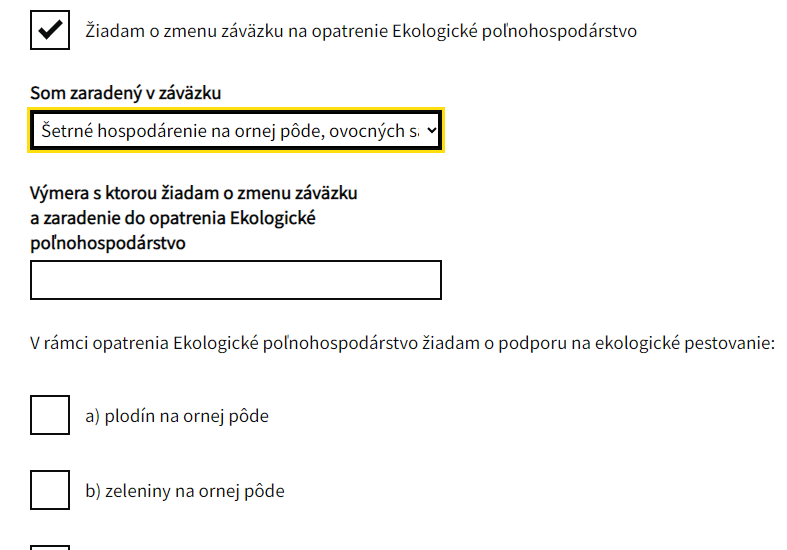 Žiadam o zmenu záväzku na opatrenie Ekologické poľnohospodárstvo
Som zaradený v záväzku
Šetrné hospodárenie na ornej pôde, ovocných
Výmera s ktorou žiadam o zmenu záväzku
a zaradenie do opatrenia Ekologické
poľnohospodárstvo
V rámci opatrenia Ekologické poľnohospodárstvo žiadam o podporu na ekologické pestovanie:
a) plodín na ornej pôde
b) zeleniny na ornej pôde